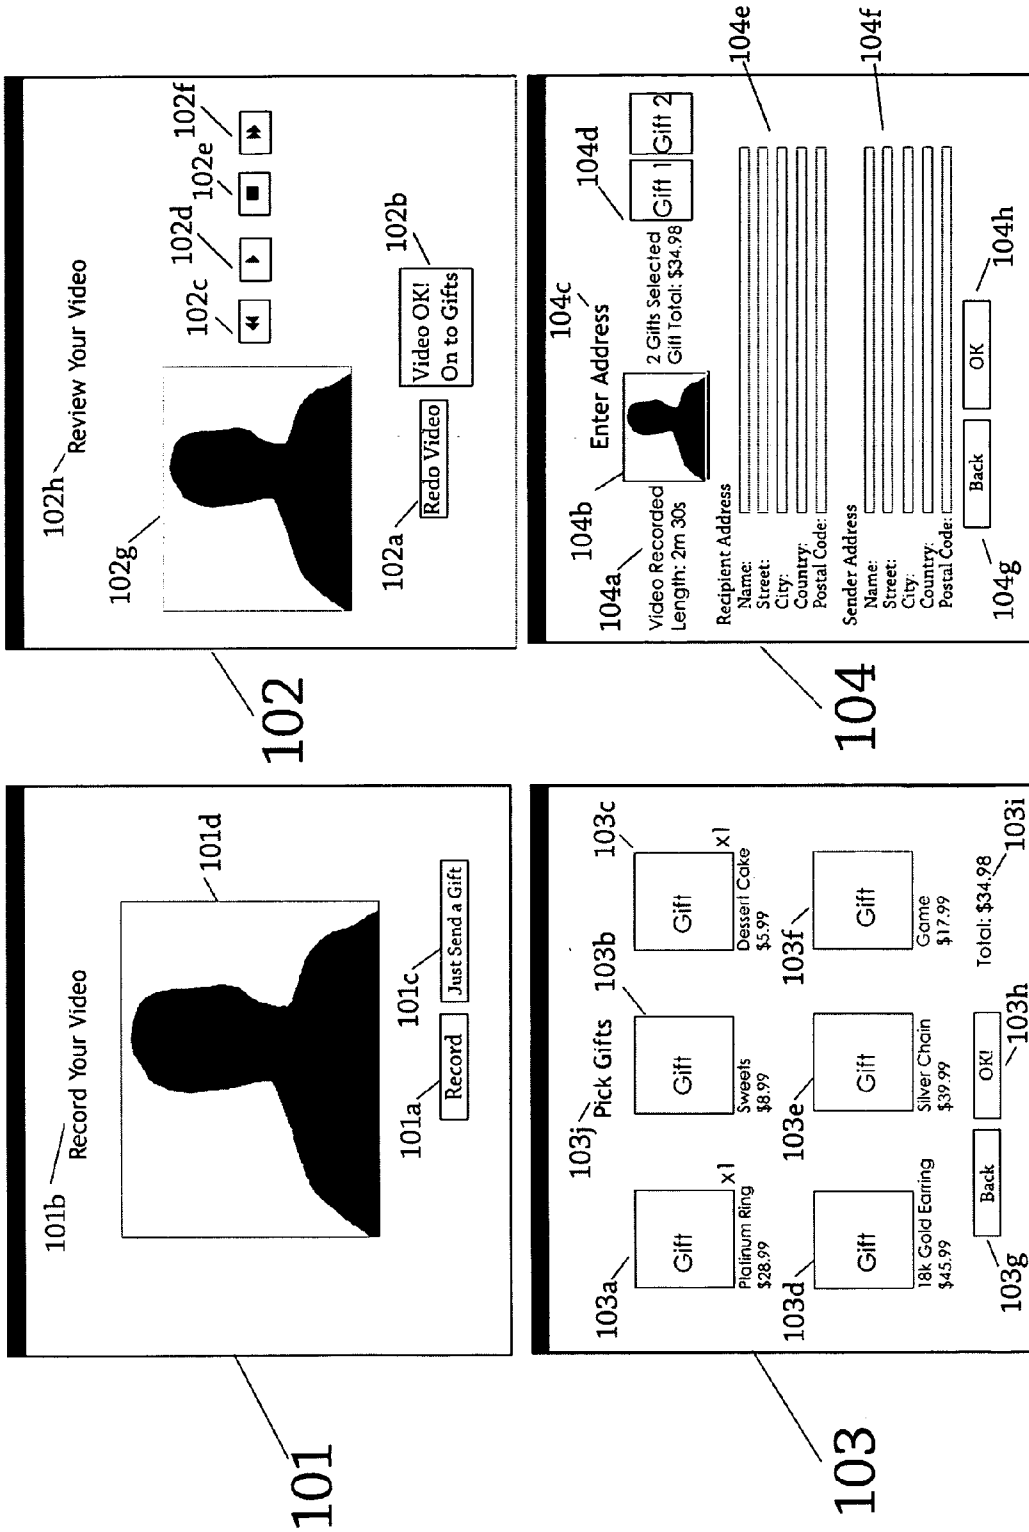 101
101b
Record Your Video
101d
101a
101c
Record
Just Send a Gift
102
102h
Review Your Video
102g
102c
102d
102e
102f
102a
102b
Redo Video
Video OK!
On to Gifts
103
103j
Pick Gifts
103a
103b
103c
Gift
Gift
Gift
x1
x1
Platinum Ring
$28.99
Sweets
$8.99
Dessert Cake
$5.99
103d
103e
103f
Gift
Gift
Gift
18k Gold Earring
$45.99
Silver Chain
$39.99
Game
$17.99
103g
Back
OK!
103h
Total: $34.98
103i
104
104a
104b
104c
104d
Enter Address
Video Recorded
Length: 2m 30s
2 Gifts Selected
Gift Total: $34.98
Gift 1
Gift 2
104e
Recipient Address
Name:
Street:
City:
Country:
Postal Code:
104f
Sender Address
Name:
Street:
City:
Country:
Postal Code:
104g
Back
OK
104h